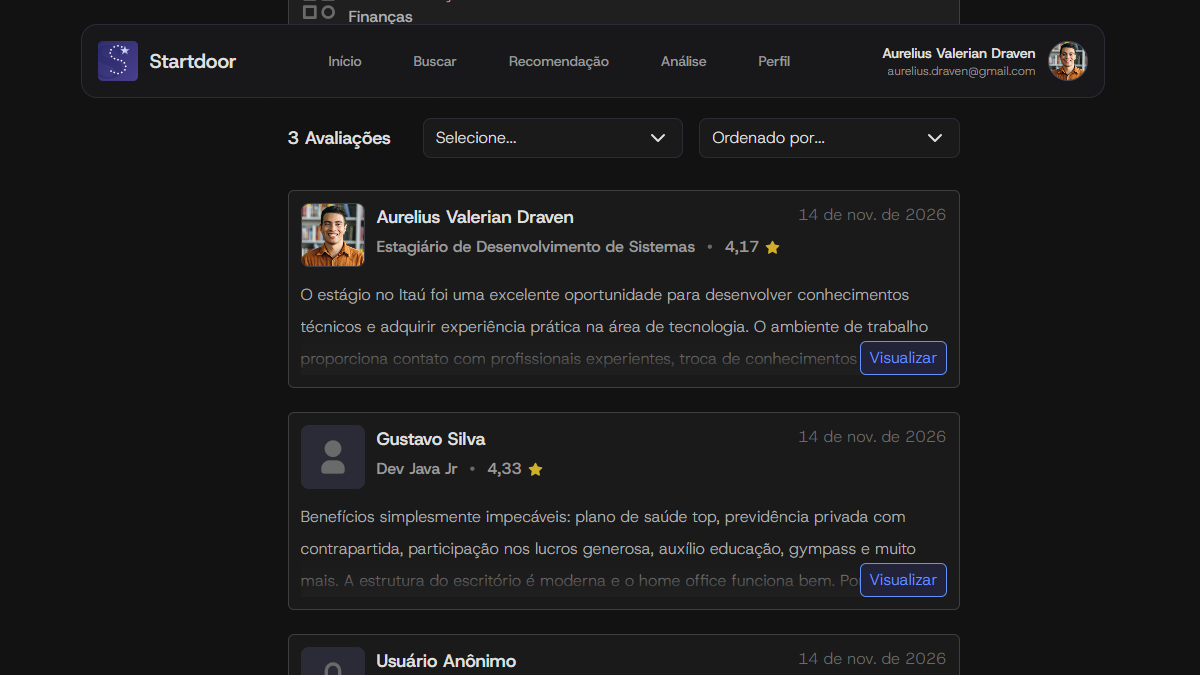 Finanças
Startdoor
Início
Buscar
Recomendação
Análise
Perfil
Aurelius Valerian Draven
aurelius.draven@gmail.com
3 Avaliações
Selecione...
Ordenado por...
Aurelius Valerian Draven
14 de nov. de 2026
Estagiário de Desenvolvimento de Sistemas • 4,17
O estágio no Itaú foi uma excelente oportunidade para desenvolver conhecimentos
técnicos e adquirir experiência prática na área de tecnologia. O ambiente de trabalho
proporciona contato com profissionais experientes, troca de conhecimentos
Visualizar
Gustavo Silva
14 de nov. de 2026
Dev Java Jr • 4,33
Benefícios simplesmente impecáveis: plano de saúde top, previdência privada com
contrapartida, participação nos lucros generosa, auxílio educação, gympass e muito
mais. A estrutura do escritório é moderna e o home office funciona bem.
Visualizar
Usuário Anônimo
14 de nov. de 2026